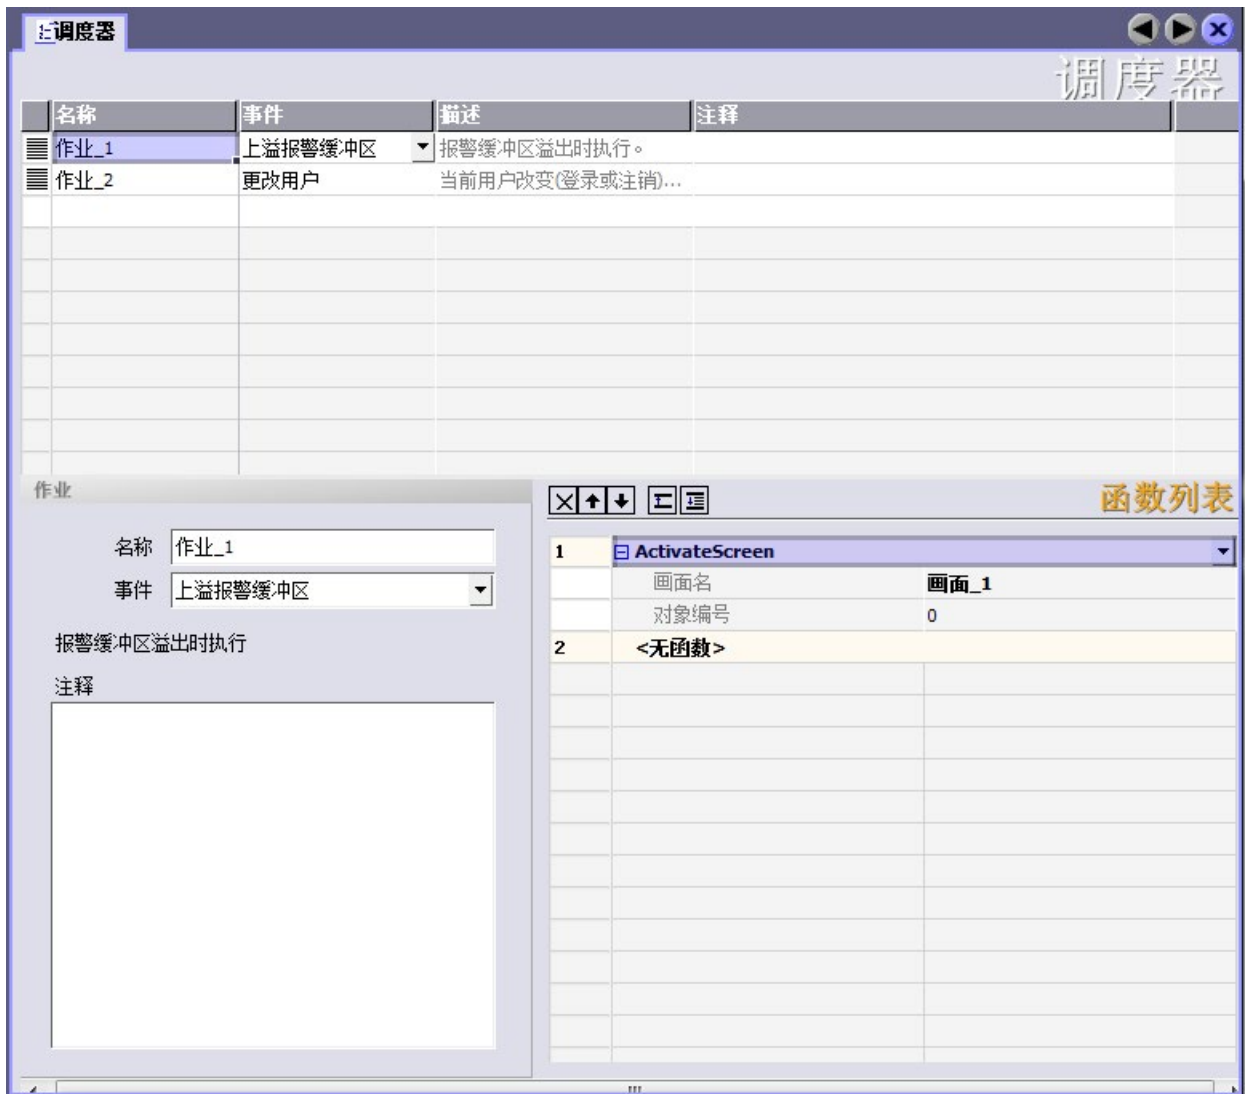 调度器
调度器
名称 事件 描述 注释
作业_1 上溢报警缓冲区 报警缓冲区溢出时执行。
作业_2 更改用户 当前用户改变(登录或注销)...
作业
函数列表
名称 作业_1
事件 上溢报警缓冲区
报警缓冲区溢出时执行
注释
1 ActivateScreen
画面名 画面_1
对象编号 0
2 <无函数>